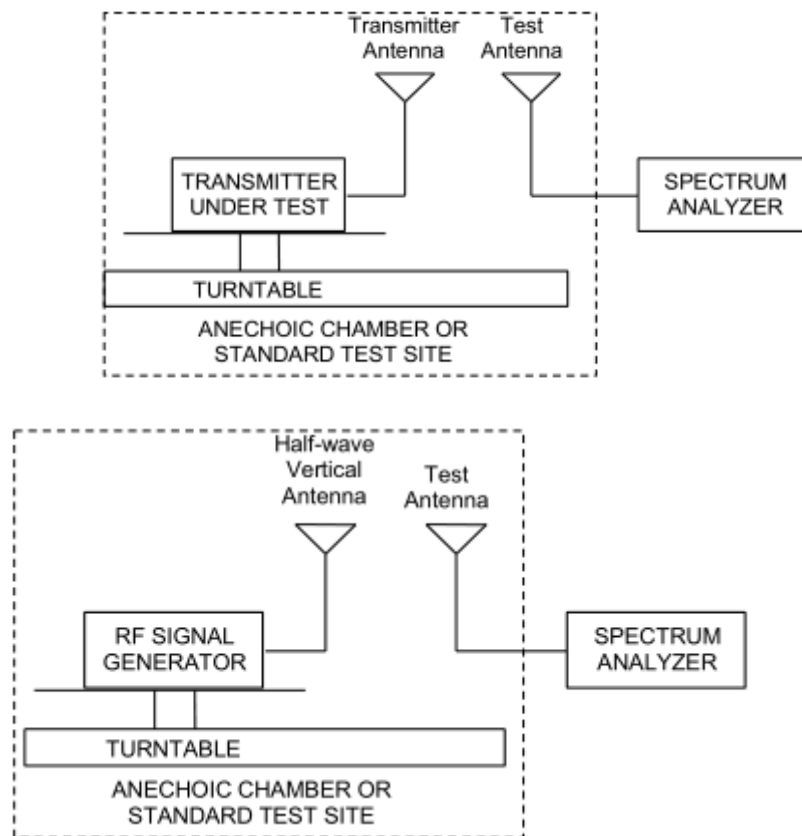 Transmitter
Antenna
Test
Antenna
TRANSMITTER
UNDER TEST
SPECTRUM
ANALYZER
TURNTABLE
ANECHOIC CHAMBER OR
STANDARD TEST SITE
Half-wave
Vertical
Antenna
Test
Antenna
RF SIGNAL
GENERATOR
SPECTRUM
ANALYZER
TURNTABLE
ANECHOIC CHAMBER OR
STANDARD TEST SITE